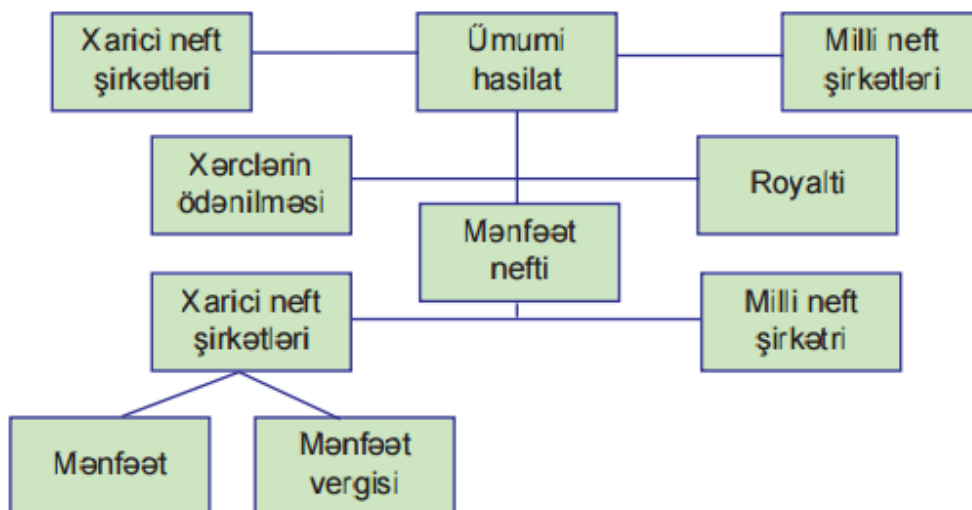 Xarici neft
şirkətləri
Űmumi
hasilat
Milli neft
şirkətləri
Xərclərin
ödənilməsi
Royalti
Mənfəət
nefti
Xarici neft
şirkətləri
Milli neft
şirkətri
Mənfəət
Mənfəət
vergisi